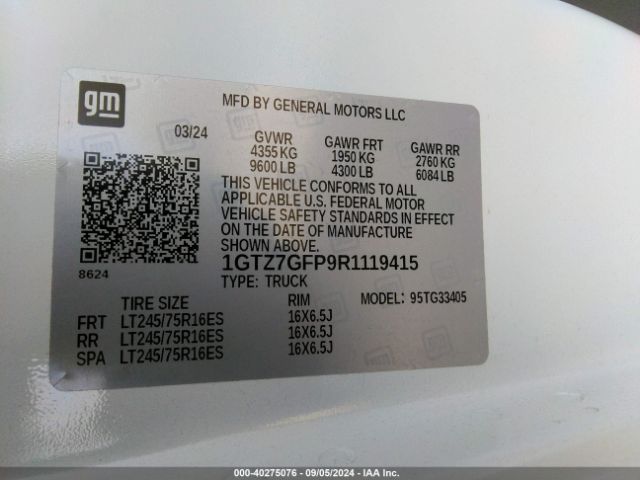 gm
MFD BY GENERAL MOTORS LLC
03/24 GVWR GAWR FRT GAWR RR
4355 KG 1950 KG 2760 KG
9600 LB 4300 LB 6084 LB
THIS VEHICLE CONFORMS TO ALL
APPLICABLE U.S. FEDERAL MOTOR
VEHICLE SAFETY STANDARDS IN EFFECT
ON THE DATE OF MANUFACTURE
SHOWN ABOVE.
8624
1GTZ7GFP9R1119415
TYPE: TRUCK
TIRE SIZE RIM MODEL: 95TG33405
FRT LT245/75R16ES 16X6.5J
RR LT245/75R16ES 16X6.5J
SPA LT245/75R16ES 16X6.5J
000-40275076 - 09/05/2024 - IAA Inc.